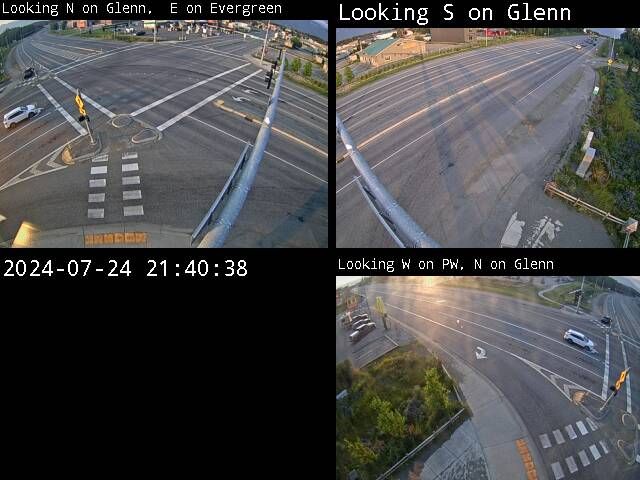 Looking N on Glenn, E on Evergreen
Looking S on Glenn
2024-07-24 21:40:38
Looking W on PW, N on Glenn